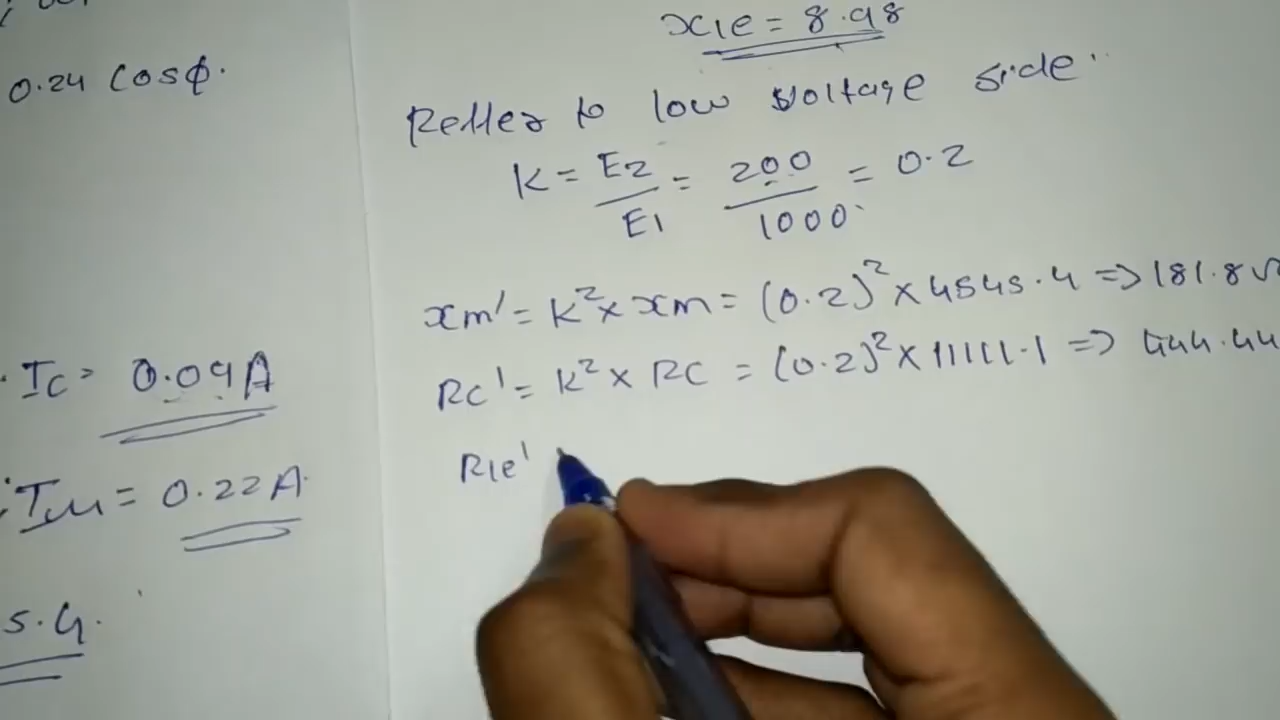 0.24 cosϕ.
Ic = 0.09A
Iμ = 0.22A
5.4.
x1e = 8.98
Reffer to low voltage side.
K = E2/E1 = 200/1000 = 0.2
xm' = K² × xm = (0.2)² × 4545.4 => 181.8Ω
Rc' = K² × Rc = (0.2)² × 11111.1 => 444.44
R1e'